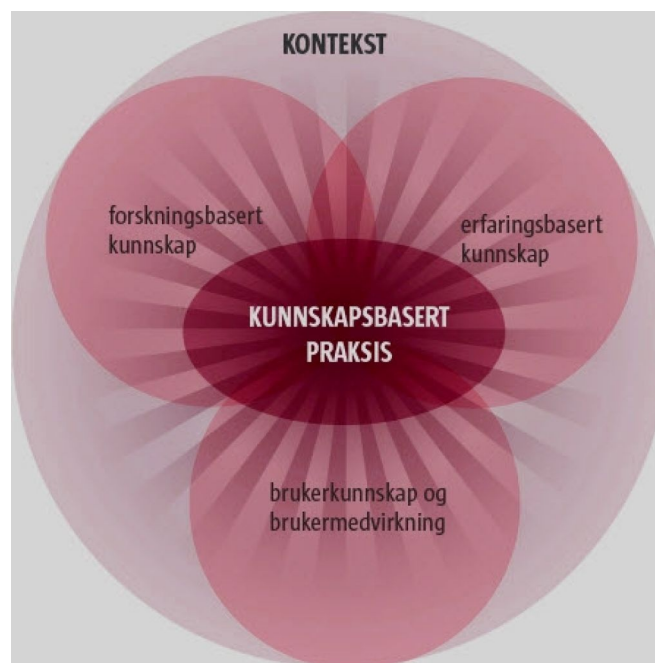 KONTEKST
forskningsbasert
kunnskap
erfaringsbasert
kunnskap
KUNNSKAPSBASERT
PRAKSIS
brukerkunnskap og
brukermedvirkning